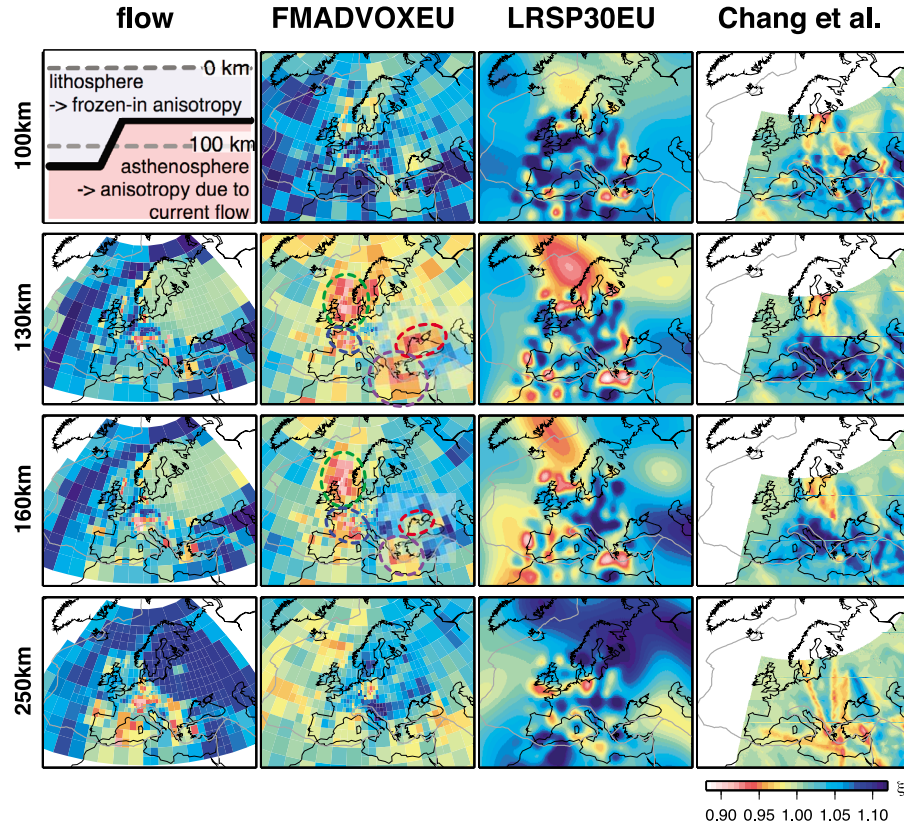 flow FMADVOXEU LRSP30EU Chang et al.
0 km
lithosphere
-> frozen-in anisotropy
100 km
asthenosphere
-> anisotropy due to
current flow
100km
130km
160km
250km
ξ
0.90 0.95 1.00 1.05 1.10